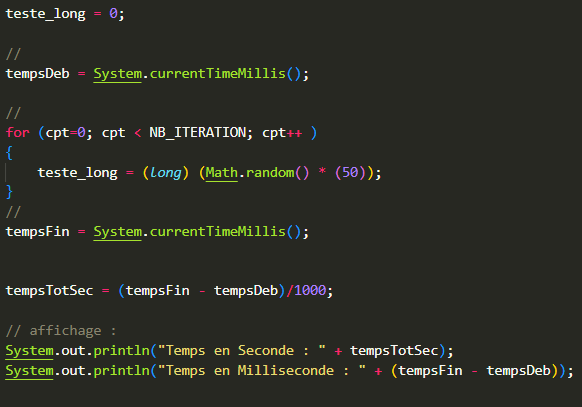 teste_long = 0;
//
tempsDeb = System.currentTimeMillis();
//
for (cpt=0; cpt < NB_ITERATION; cpt++ )
{
teste_long = (long) (Math.random() * (50));
}
//
tempsFin = System.currentTimeMillis();
tempsTotSec = (tempsFin - tempsDeb)/1000;
// affichage :
System.out.println("Temps en Seconde : " + tempsTotSec);
System.out.println("Temps en Milliseconde : " + (tempsFin - tempsDeb));